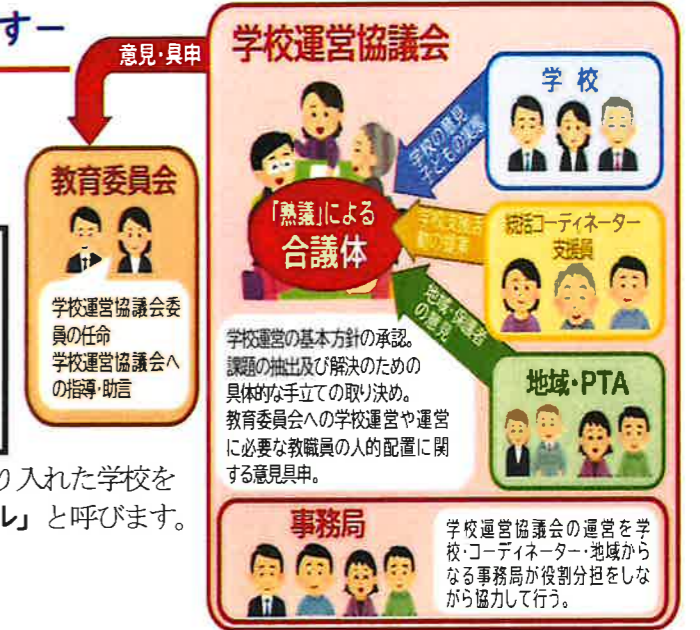 すー
意見・具申
教育委員会
学校運営協議会委
員の任命
学校運営協議会へ
の指導・助言
り入れた学校を
ル」と呼びます。
学校運営協議会
「熟議」による
合議体
学校の意見
子どもの実態
地域・保護者
の意見
学校
統括コーディネーター
支援員
地域・PTA
学校運営の基本方針の承認。
課題の抽出及び解決のための
具体的な手立ての取り決め。
教育委員会への学校運営や運営
に必要な教職員の人的配置に関
する意見具申。
事務局
学校運営協議会の運営を学
校・コーディネーター・地域から
なる事務局が役割分担をしな
がら協力して行う。